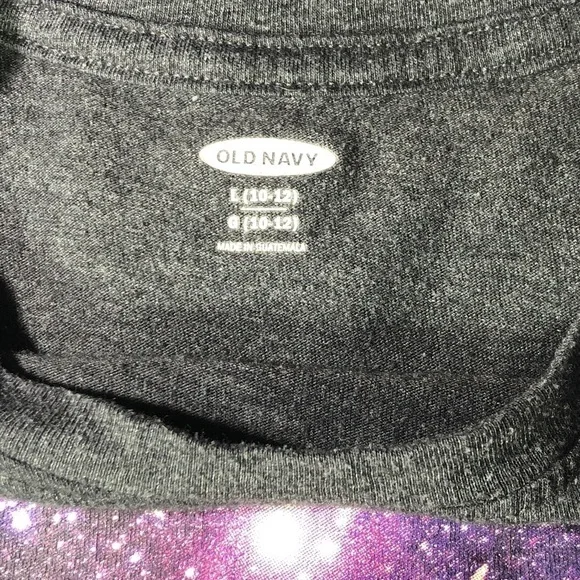 OLD NAVY
L (10-12)
G (10-12)
MADE IN GUATEMALA